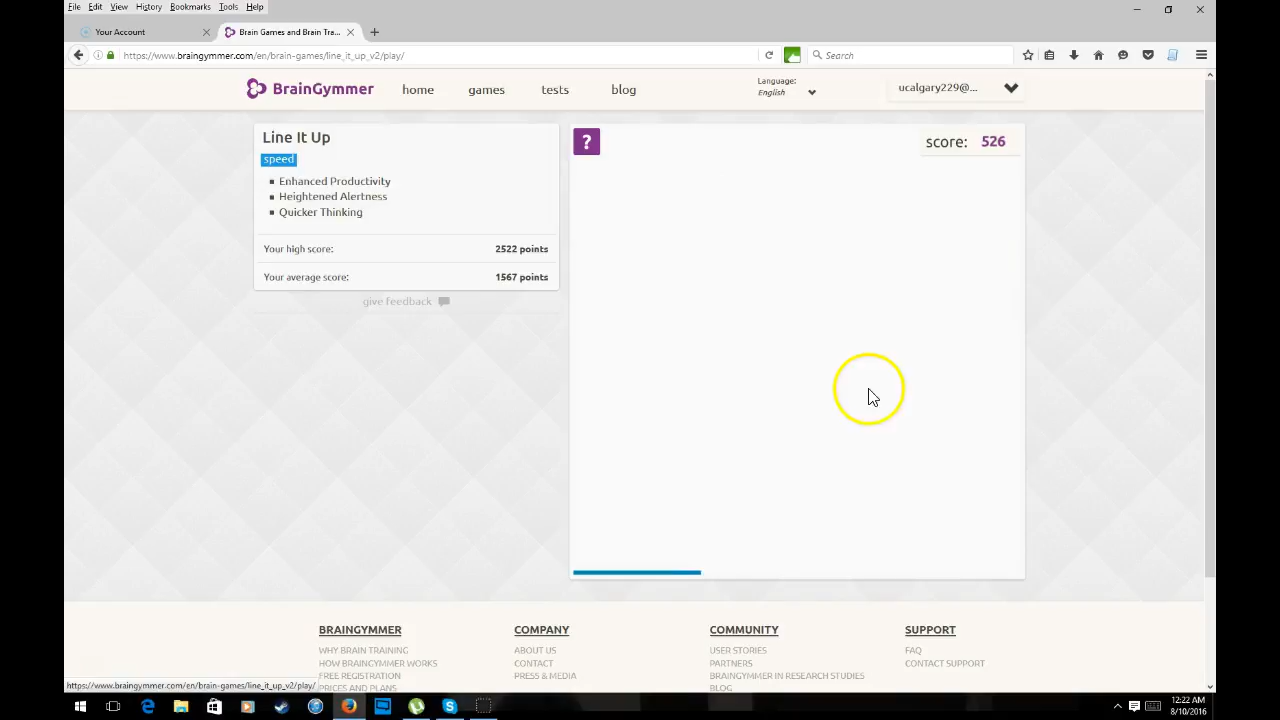 File Edit View History Bookmarks Tools Help
Your Account
Brain Games and Brain Tra...
https://www.braingymmer.com/en/brain-games/line_it_up_v2/play/
Search
BrainGymmer
home games tests blog
Language:
English
ucalgary229@...
Line It Up
speed
Enhanced Productivity
Heightened Alertness
Quicker Thinking
Your high score: 2522 points
Your average score: 1567 points
give feedback
?
score: 526
BRAINGYMMER
WHY BRAIN TRAINING
HOW BRAINGYMMER WORKS
FREE REGISTRATION
PRICES AND PLANS
COMPANY
ABOUT US
CONTACT
PRESS & MEDIA
COMMUNITY
USER STORIES
PARTNERS
BRAINGYMMER IN RESEARCH STUDIES
BLOG
SUPPORT
FAQ
CONTACT SUPPORT
https://www.braingymmer.com/en/brain-games/line_it_up_v2/play/
12:22 AM
8/10/2016